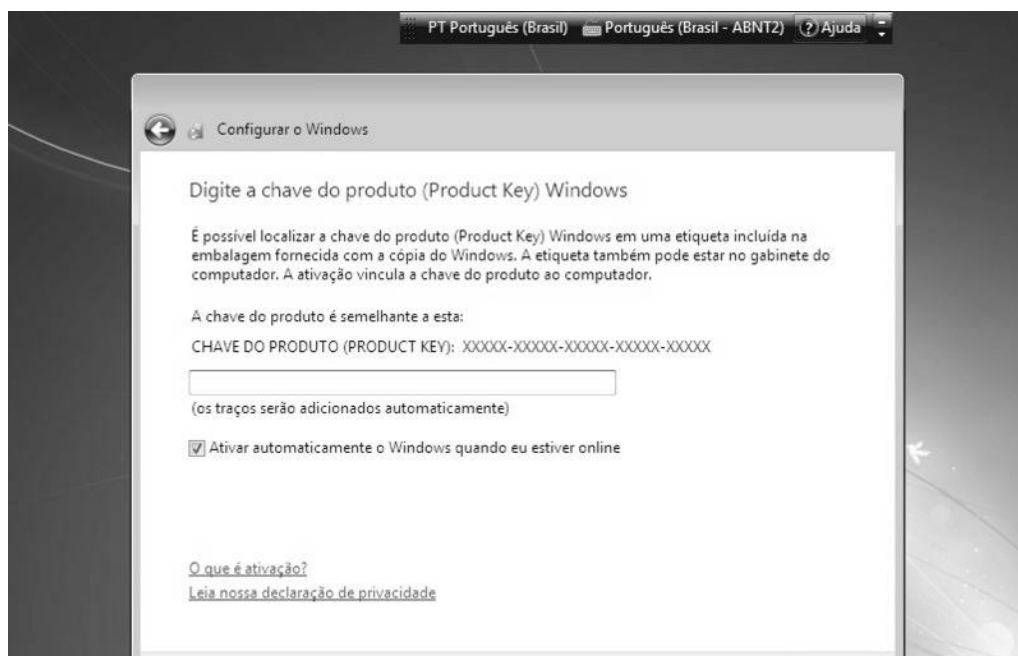 PT Português (Brasil) Português (Brasil - ABNT2) ? Ajuda
Configurar o Windows
Digite a chave do produto (Product Key) Windows
É possível localizar a chave do produto (Product Key) Windows em uma etiqueta incluída na
embalagem fornecida com a cópia do Windows. A etiqueta também pode estar no gabinete do
computador. A ativação vincula a chave do produto ao computador.
A chave do produto é semelhante a esta:
CHAVE DO PRODUTO (PRODUCT KEY): XXXXX-XXXXX-XXXXX-XXXXX-XXXXX
(os traços serão adicionados automaticamente)
Ativar automaticamente o Windows quando eu estiver online
O que é ativação?
Leia nossa declaração de privacidade